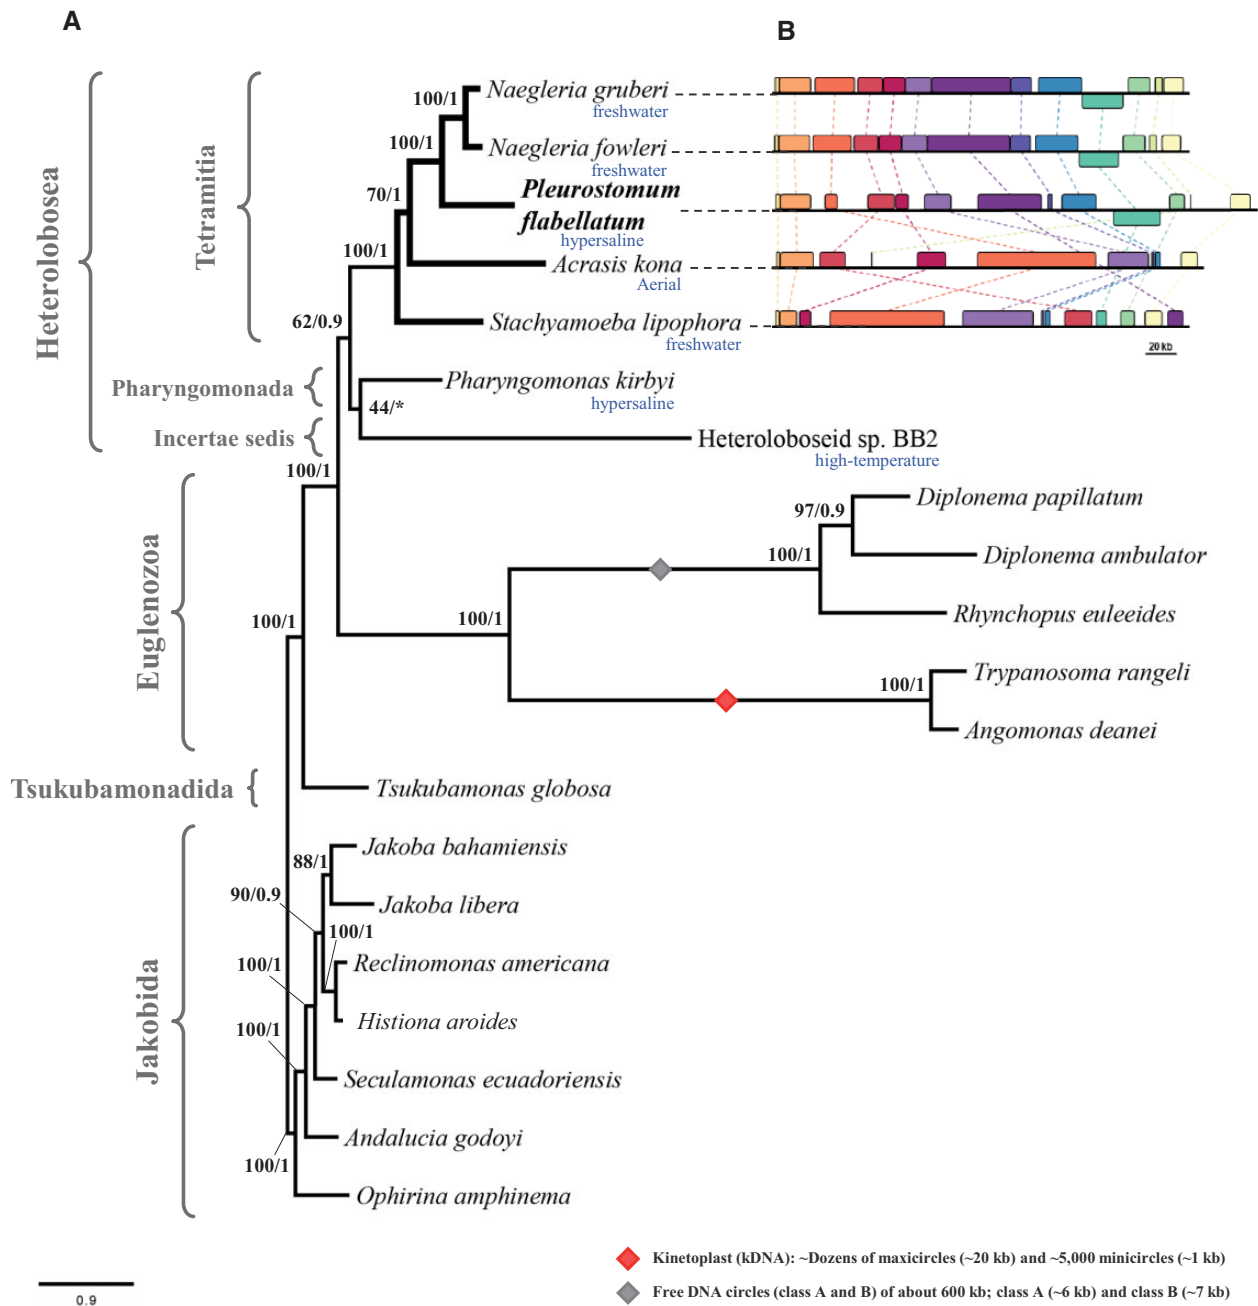 A
B
Heterolobosea
Tetramitia
100/1
Naegleria gruberi
freshwater
100/1
Naegleria fowleri
freshwater
70/1
Pleurostomum
flabellatum
hypersaline
100/1
Acrasis kona
Aerial
Stachyamoeba lipophora
freshwater
20 kb
62/0.9
Pharyngomonada
Pharyngomonas kirbyi
hypersaline
44/*
Incertae sedis
Heteroloboseid sp. BB2
high-temperature
100/1
Euglenozoa
Diplonema papillatum
97/0.9
100/1
Diplonema ambulator
Rhynchopus euleeides
100/1
100/1
Trypanosoma rangeli
100/1
Angomonas deanei
Tsukubamonadida
Tsukubamonas globosa
Jakobida
Jakoba bahamiensis
88/1
90/0.9
Jakoba libera
100/1
Reclinomonas americana
100/1
Histiona aroides
100/1
Seculamonas ecuadoriensis
Andalucia godoyi
100/1
Ophirina amphinema
Kinetoplast (kDNA): ~Dozens of maxicircles (~20 kb) and ~5,000 minicircles (~1 kb)
Free DNA circles (class A and B) of about 600 kb; class A (~6 kb) and class B (~7 kb)
0.9